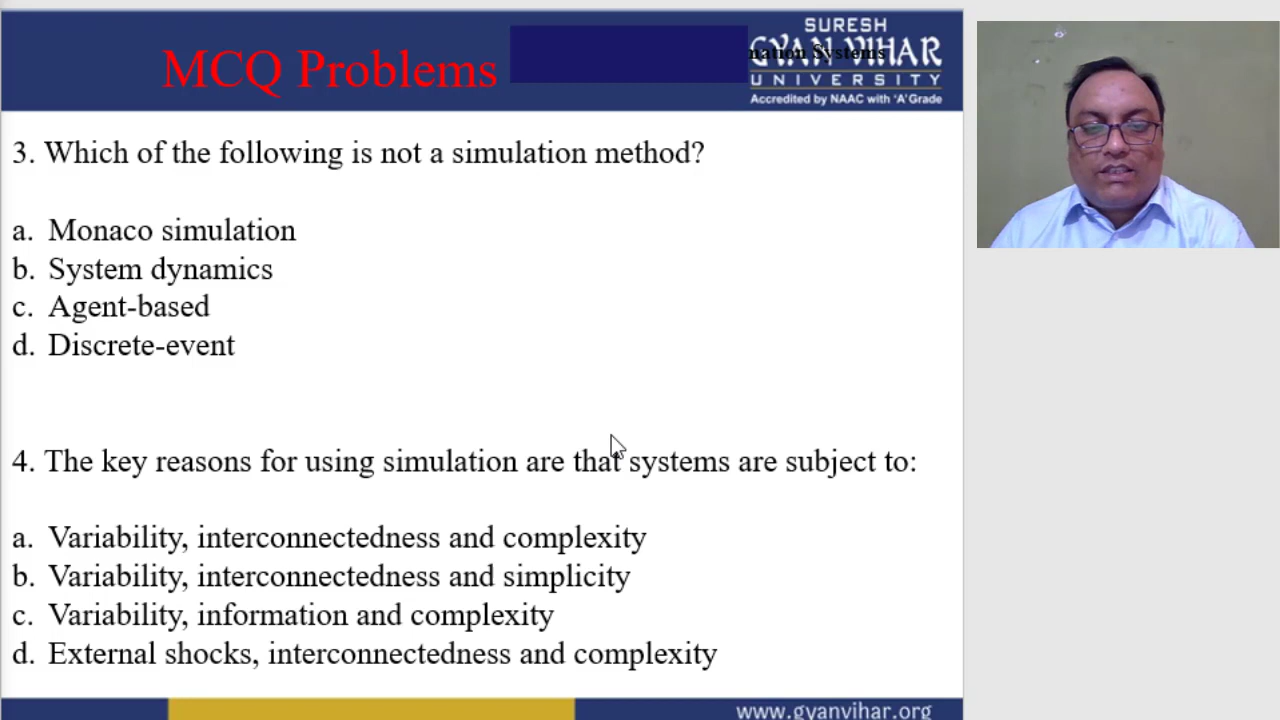 MCQ Problems
SURESH
GYAN VIHAR
UNIVERSITY
Accredited by NAAC with 'A' Grade
Systems
3. Which of the following is not a simulation method?
a. Monaco simulation
b. System dynamics
c. Agent-based
d. Discrete-event
4. The key reasons for using simulation are that systems are subject to:
a. Variability, interconnectedness and complexity
b. Variability, interconnectedness and simplicity
c. Variability, information and complexity
d. External shocks, interconnectedness and complexity
www.gyanvihar.org